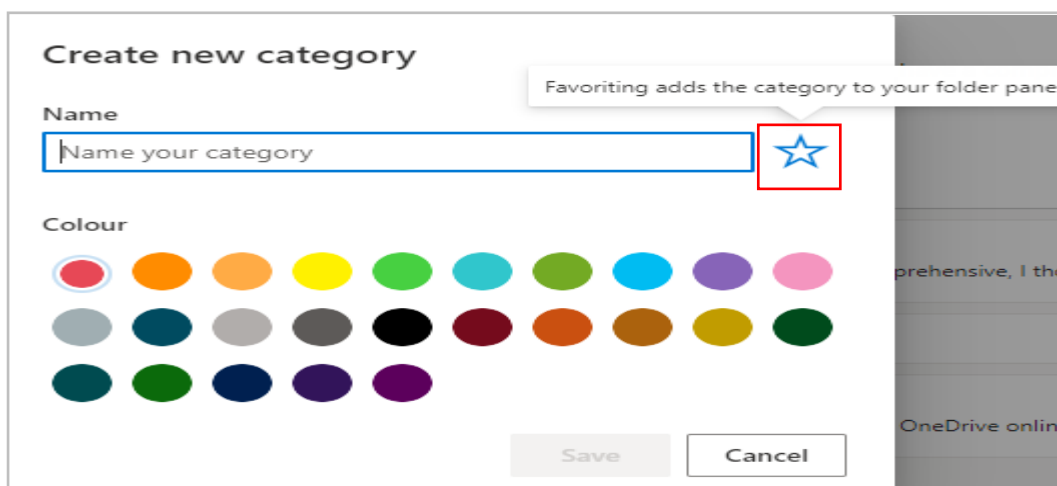 Create new category
Favoriting adds the category to your folder pane
Name
Name your category
Colour
prehensive, I tho
OneDrive onlin
Save
Cancel